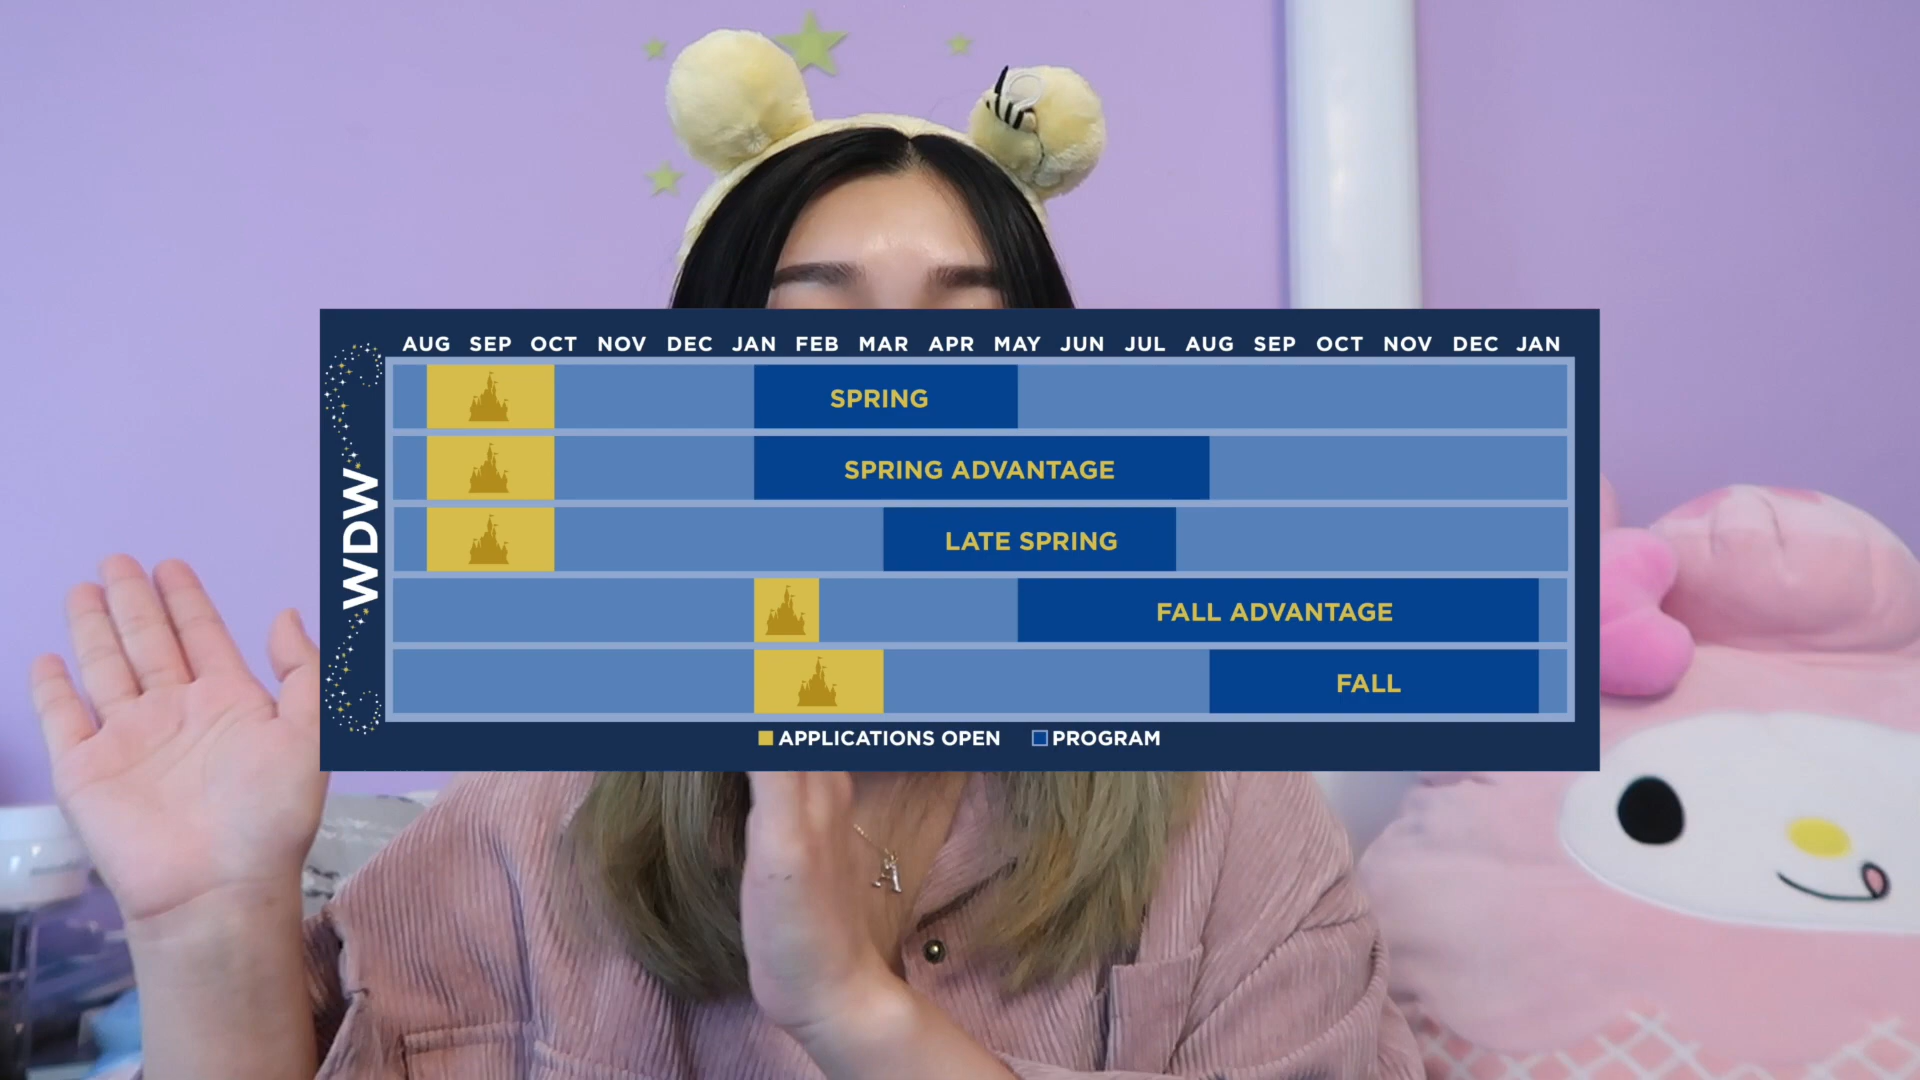 AUG SEP OCT NOV DEC JAN FEB MAR APR MAY JUN JUL AUG SEP OCT NOV DEC JAN
WDW
SPRING
SPRING ADVANTAGE
LATE SPRING
FALL ADVANTAGE
FALL
APPLICATIONS OPEN PROGRAM
A